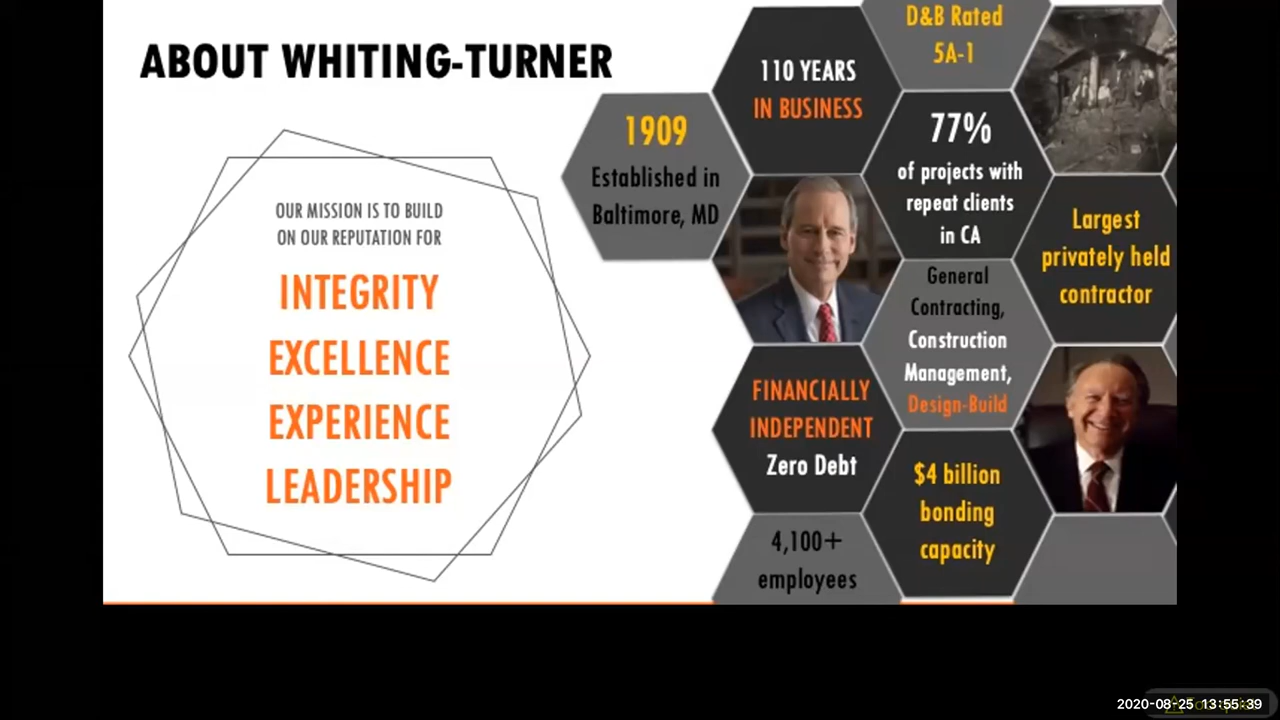 ABOUT WHITING-TURNER
OUR MISSION IS TO BUILD
ON OUR REPUTATION FOR
INTEGRITY
EXCELLENCE
EXPERIENCE
LEADERSHIP
1909
Established in
Baltimore, MD
110 YEARS
IN BUSINESS
FINANCIALLY
INDEPENDENT
Zero Debt
4,100+
employees
D&B Rated
5A-1
77%
of projects with
repeat clients
in CA
General
Contracting,
Construction
Management,
Design-Build
$4 billion
bonding
capacity
Largest
privately held
contractor
2020-08-25 13:55:39